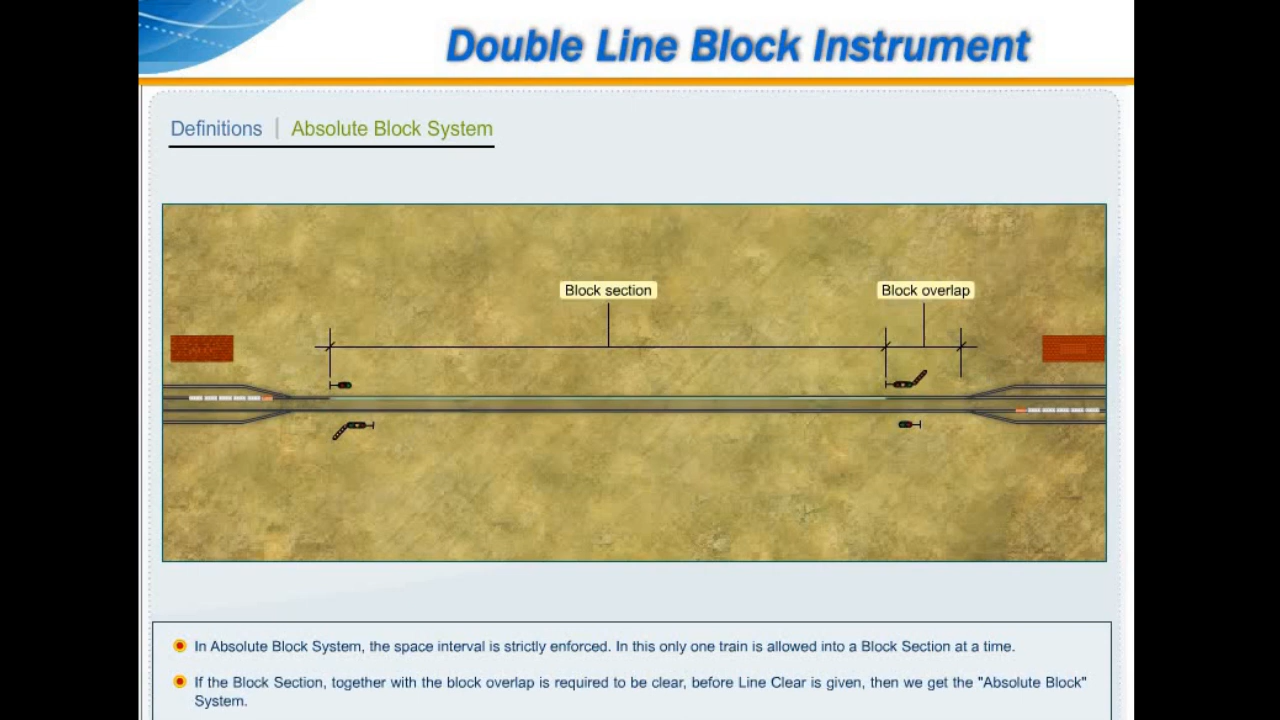 Double Line Block Instrument
Definitions | Absolute Block System
Block section
Block overlap
In Absolute Block System, the space interval is strictly enforced. In this only one train is allowed into a Block Section at a time.
If the Block Section, together with the block overlap is required to be clear, before Line Clear is given, then we get the "Absolute Block"
System.